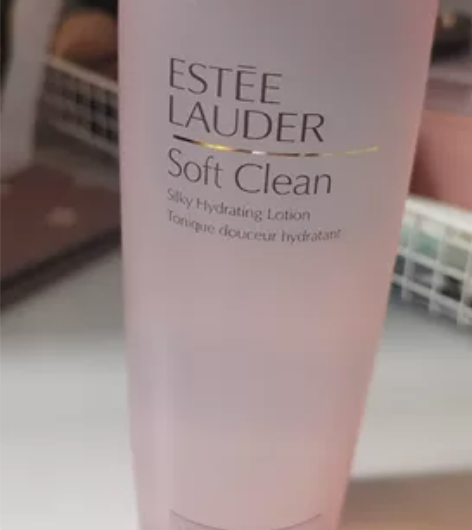 ESTĒE
LAUDER
Soft Clean
Silky Hydrating Lotion
Tonique douceur hydratant